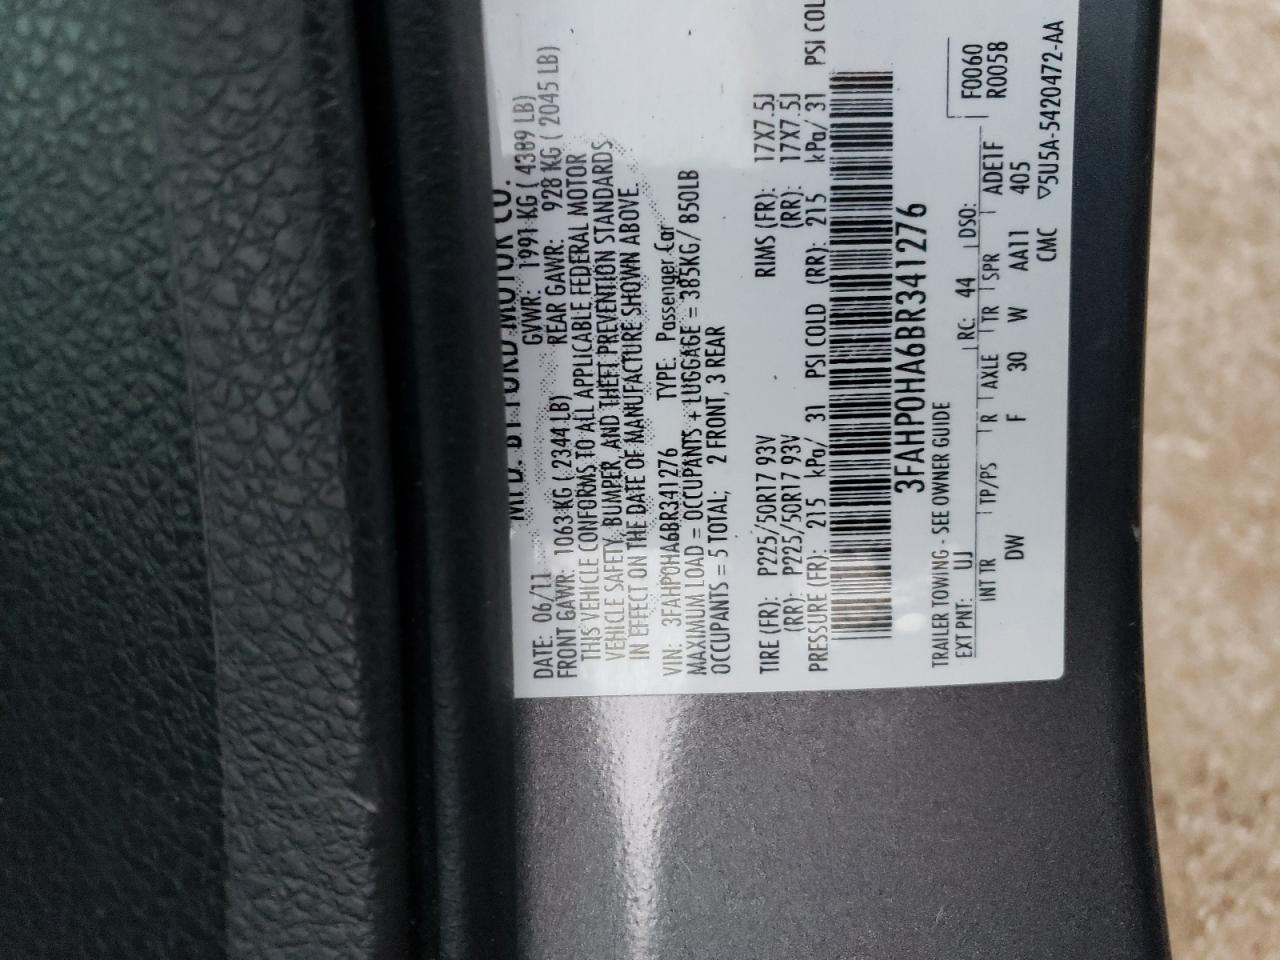 MFD. BY FORD MOTOR CO.
DATE: 06/11 GVWR: 1991 KG ( 4389 LB)
FRONT GAWR: 1063 KG ( 2344 LB) REAR GAWR: 928 KG ( 2045 LB)
THIS VEHICLE CONFORMS TO ALL APPLICABLE FEDERAL MOTOR
VEHICLE SAFETY, BUMPER, AND THEFT PREVENTION STANDARDS
IN EFFECT ON THE DATE OF MANUFACTURE SHOWN ABOVE.
VIN: 3FAHP0HA6BR341276 TYPE: Passenger Car
MAXIMUM LOAD = OCCUPANTS + LUGGAGE = 385KG/ 850LB
OCCUPANTS = 5 TOTAL; 2 FRONT, 3 REAR
TIRE (FR): P225/50R17 93V RIMS (FR): 17X7.5J
(RR): P225/50R17 93V (RR): 17X7.5J
PRESSURE (FR): 215 kPa/ 31 PSI COLD (RR): 215 kPa/ 31 PSI COL
3FAHP0HA6BR341276
TRAILER TOWING - SEE OWNER GUIDE
EXT PNT: UJ RC: 44 DSO: F0060
INT TR TP/PS R AXLE TR SPR ADE1F R0058
DW F 30 W AA11 405
CMC ▽5U5A-5420472-AA